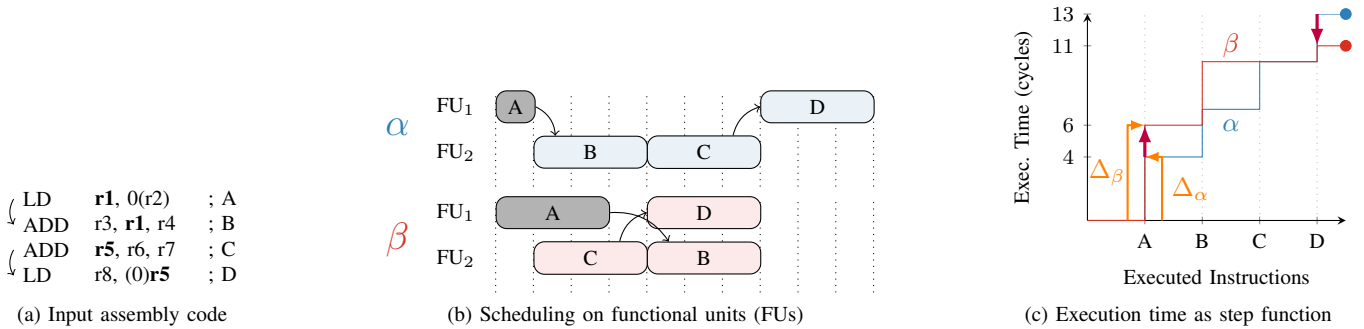 LD r1, 0(r2) ; A
ADD r3, r1, r4 ; B
ADD r5, r6, r7 ; C
LD r8, (0)r5 ; D
(a) Input assembly code
α
FU1 A D
FU2 B C
β
FU1 A D
FU2 C B
(b) Scheduling on functional units (FUs)
Exec. Time (cycles)
13
11
6
4
β
α
Δβ
Δα
A B C D
Executed Instructions
(c) Execution time as step function